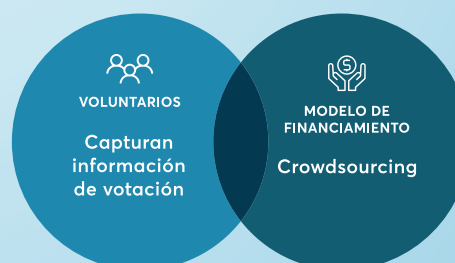 VOLUNTARIOS
Capturan
información
de votación
MODELO DE
FINANCIAMIENTO
Crowdsourcing